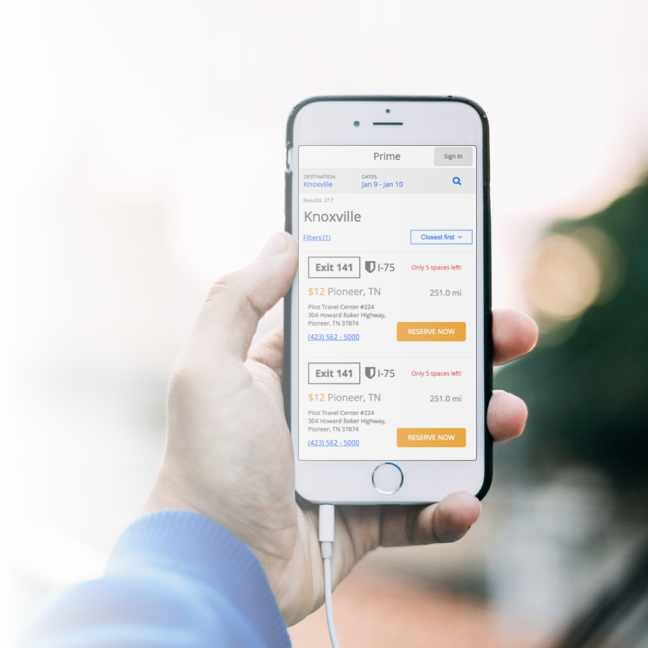 Prime
Sign In
DESTINATION
Knoxville
DATES
Jan 9 - Jan 10
Results: 217
Knoxville
Filters (1)
Closest first
Exit 141
I-75
Only 5 spaces left!
$12 Pioneer, TN
251.0 mi
Pilot Travel Center #224
304 Howard Baker Highway,
Pioneer, TN 37874
(423) 562 - 5000
RESERVE NOW
Exit 141
I-75
Only 5 spaces left!
$12 Pioneer, TN
251.0 mi
Pilot Travel Center #224
304 Howard Baker Highway,
Pioneer, TN 37874
(423) 562 - 5000
RESERVE NOW